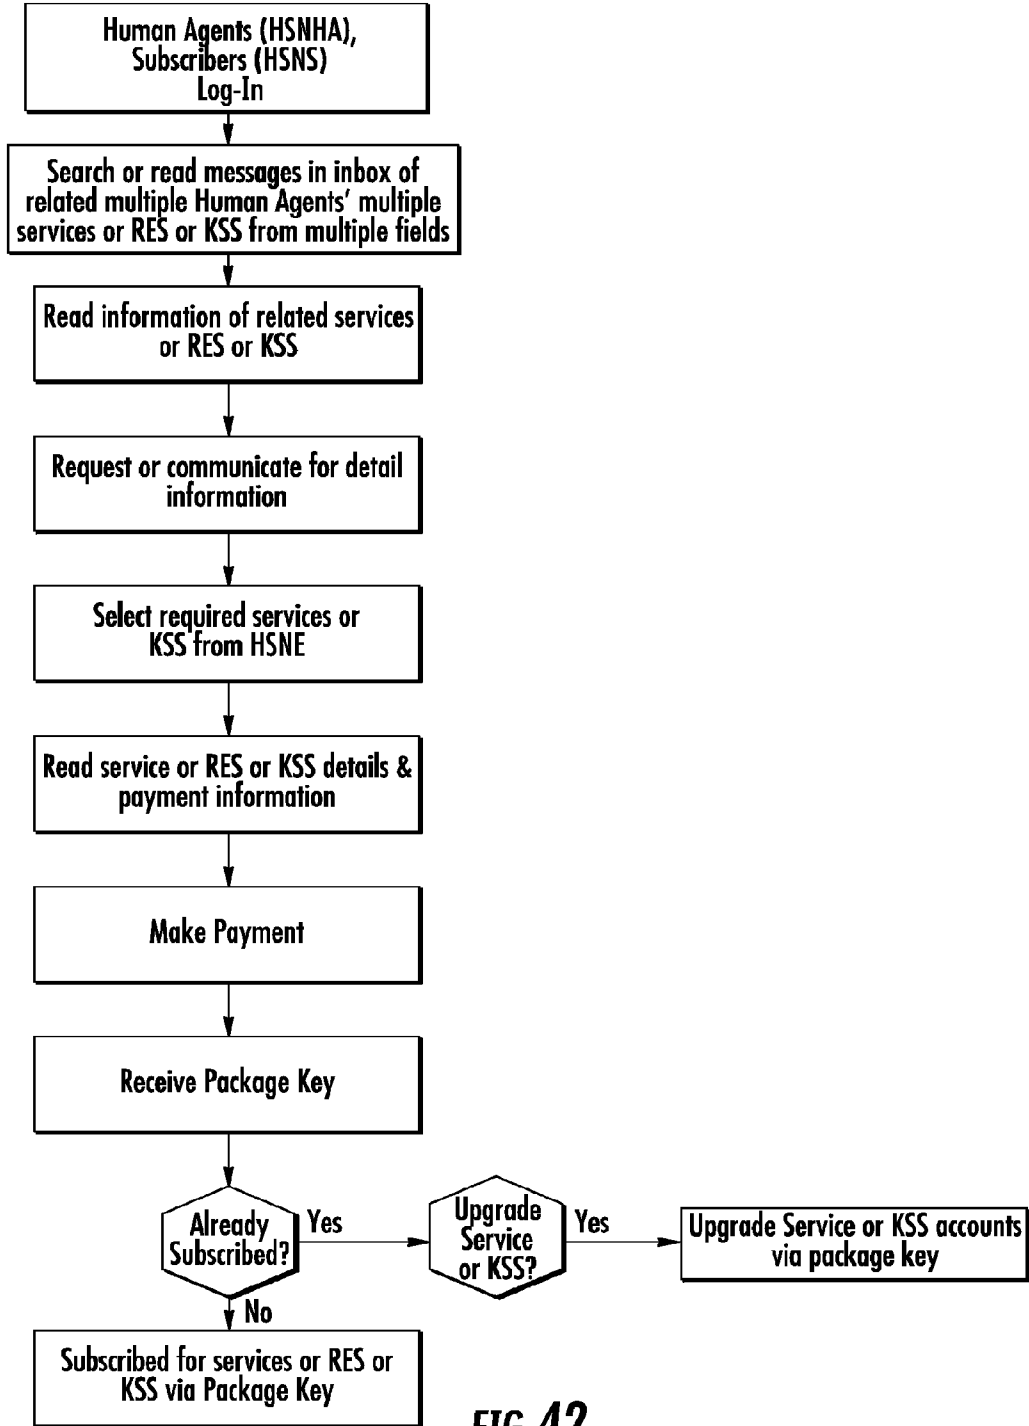 Human Agents (HSNHA),
Subscribers (HSNS)
Log-In
Search or read messages in inbox of
related multiple Human Agents' multiple
services or RES or KSS from multiple fields
Read information of related services
or RES or KSS
Request or communicate for detail
information
Select required services or
KSS from HSNE
Read service or RES or KSS details &
payment information
Make Payment
Receive Package Key
Already
Subscribed?
Yes
Upgrade
Service
or KSS?
Yes
Upgrade Service or KSS accounts
via package key
No
Subscribed for services or RES or
KSS via Package Key
FIG. 42